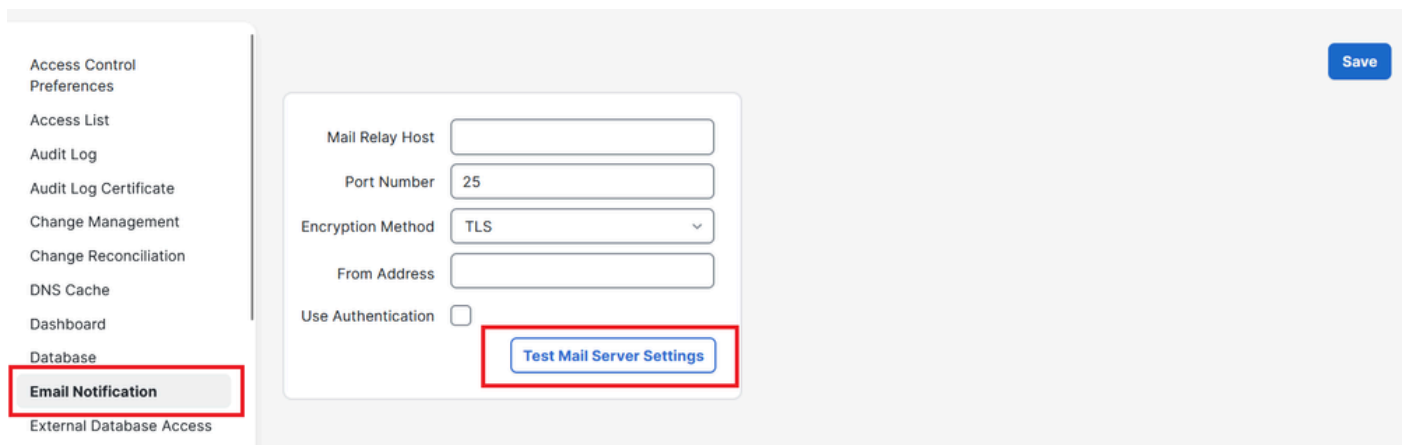 Access Control
Preferences
Access List
Audit Log
Audit Log Certificate
Change Management
Change Reconciliation
DNS Cache
Dashboard
Database
Email Notification
External Database Access
Save
Mail Relay Host
Port Number 25
Encryption Method TLS
From Address
Use Authentication
Test Mail Server Settings